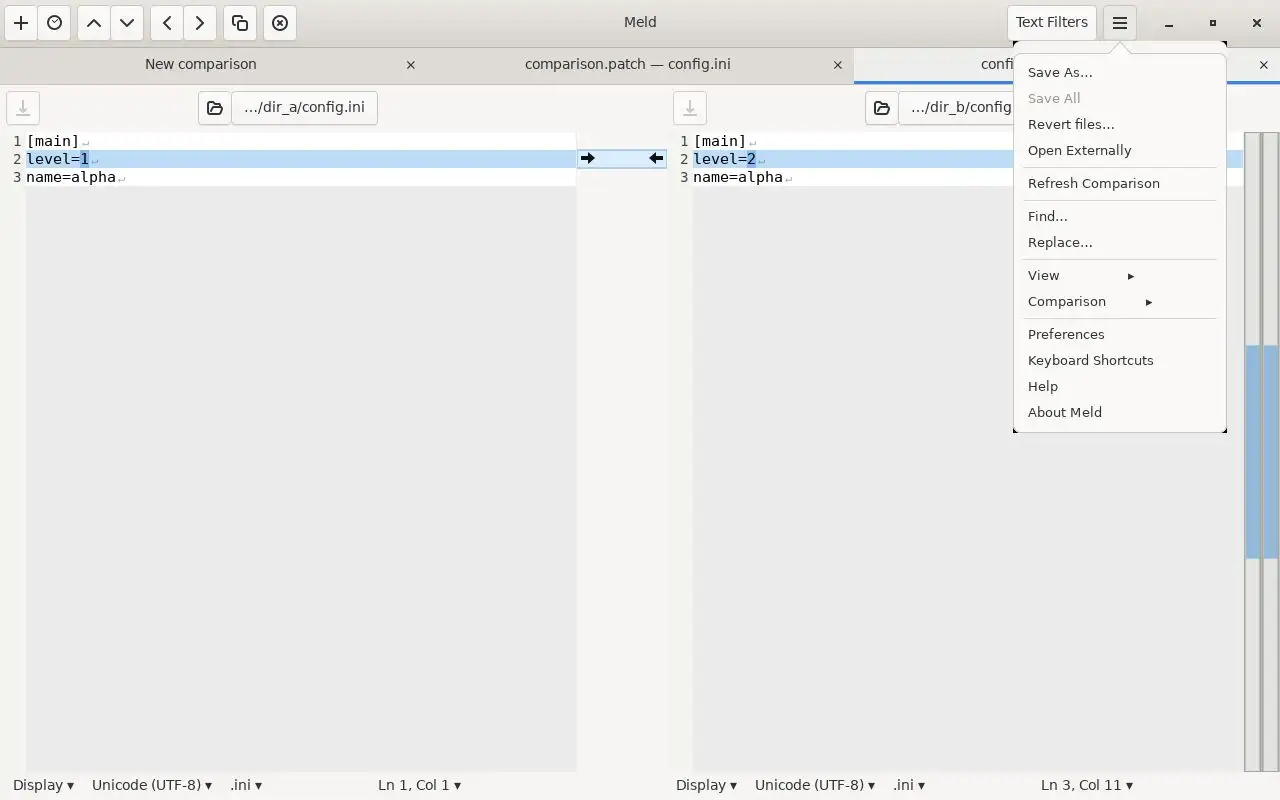 Meld
Text Filters
New comparison
comparison.patch — config.ini
.../dir_a/config.ini
.../dir_b/config
1 [main]
2 level=1
3 name=alpha
1 [main]
2 level=2
3 name=alpha
Save As...
Save All
Revert files...
Open Externally
Refresh Comparison
Find...
Replace...
View
Comparison
Preferences
Keyboard Shortcuts
Help
About Meld
Display ▾ Unicode (UTF-8) ▾ .ini ▾ Ln 1, Col 1 ▾
Display ▾ Unicode (UTF-8) ▾ .ini ▾ Ln 3, Col 11 ▾